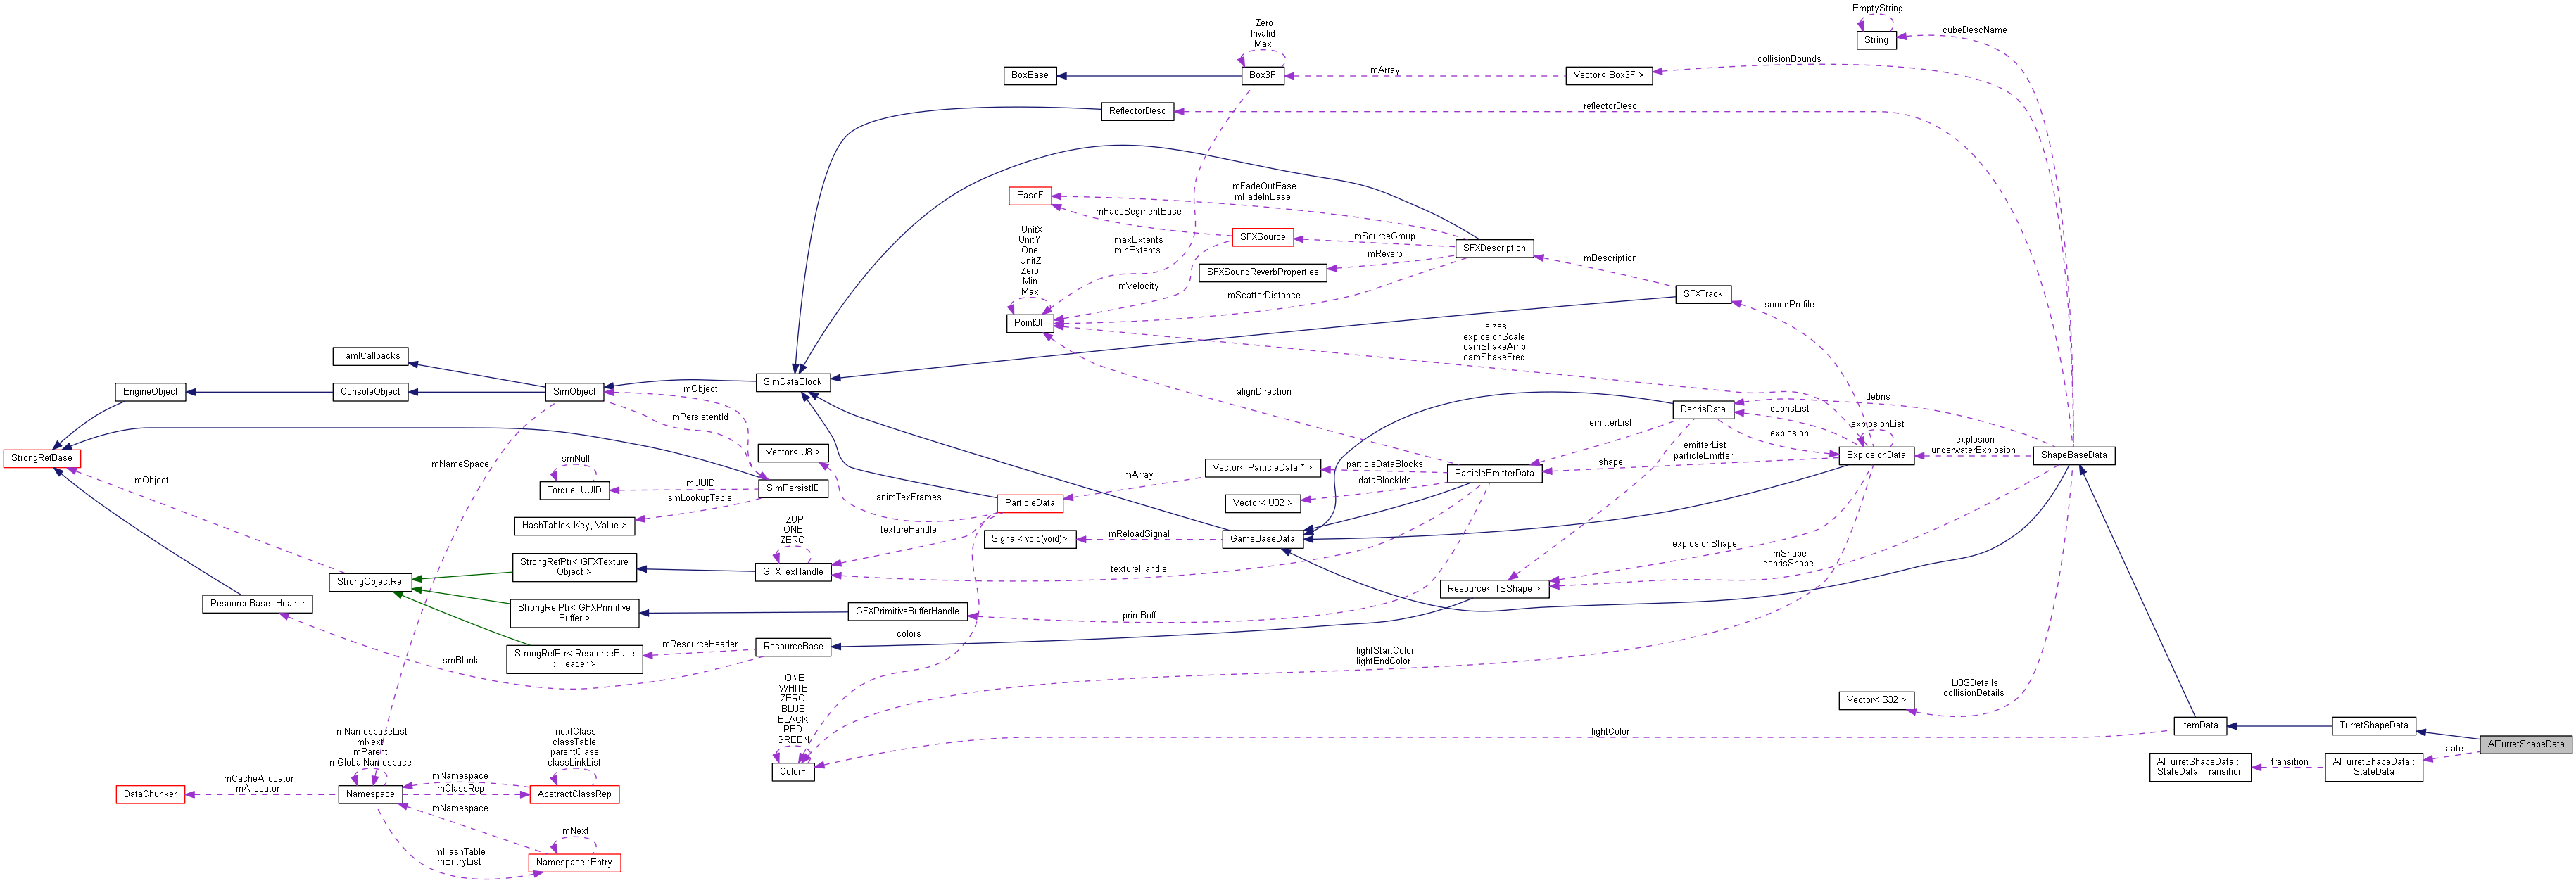 EmptyString
String
cubeDescName
Zero
Invalid
Max
BoxBase
Box3F
mArray
Vector< Box3F >
collisionBounds
ReflectorDesc
reflectorDesc
EaseF
mFadeOutEase
mFadeInEase
mFadeSegmentEase
SFXSource
mSourceGroup
SFXDescription
mReverb
SFXSoundReverbProperties
mDescription
UnitX
UnitY
One
UnitZ
Zero
Min
Max
maxExtents
minExtents
mVelocity
mScatterDistance
Point3F
SFXTrack
soundProfile
sizes
explosionScale
camShakeAmp
camShakeFreq
TamlCallbacks
EngineObject
ConsoleObject
SimObject
mObject
SimDataBlock
alignDirection
mPersistentId
DebrisData
debrisList
debris
emitterList
explosion
explosionList
StrongRefBase
mNameSpace
smNull
Vector< U8 >
mArray
Vector< ParticleData * >
particleDataBlocks
dataBlockIds
ParticleEmitterData
shape
emitterList
particleEmitter
ExplosionData
explosion
underwaterExplosion
ShapeBaseData
mObject
Torque::UUID
mUUID
smLookupTable
SimPersistID
animTexFrames
ParticleData
Vector< U32 >
HashTable< Key, Value >
ZUP
ONE
ZERO
textureHandle
Signal< void(void)>
mReloadSignal
GameBaseData
explosionShape
mShape
debrisShape
StrongObjectRef
StrongRefPtr< GFXTexture
Object >
GFXTexHandle
textureHandle
Resource< TSShape >
ResourceBase::Header
StrongRefPtr< GFXPrimitive
Buffer >
GFXPrimitiveBufferHandle
primBuff
colors
smBlank
StrongRefPtr< ResourceBase
::Header >
mResourceHeader
ResourceBase
lightStartColor
lightEndColor
ONE
WHITE
ZERO
BLUE
BLACK
RED
GREEN
ColorF
LOSDetails
collisionDetails
Vector< S32 >
lightColor
ItemData
TurretShapeData
AITurretShapeData
state
AITurretShapeData::
StateData::Transition
transition
AITurretShapeData::
StateData
mNamespaceList
mNext
mParent
mGlobalNamespace
nextClass
classTable
parentClass
classLinkList
mCacheAllocator
mAllocator
mNamespace
mClassRep
DataChunker
Namespace
AbstractClassRep
mNamespace
mNext
mHashTable
mEntryList
Namespace::Entry